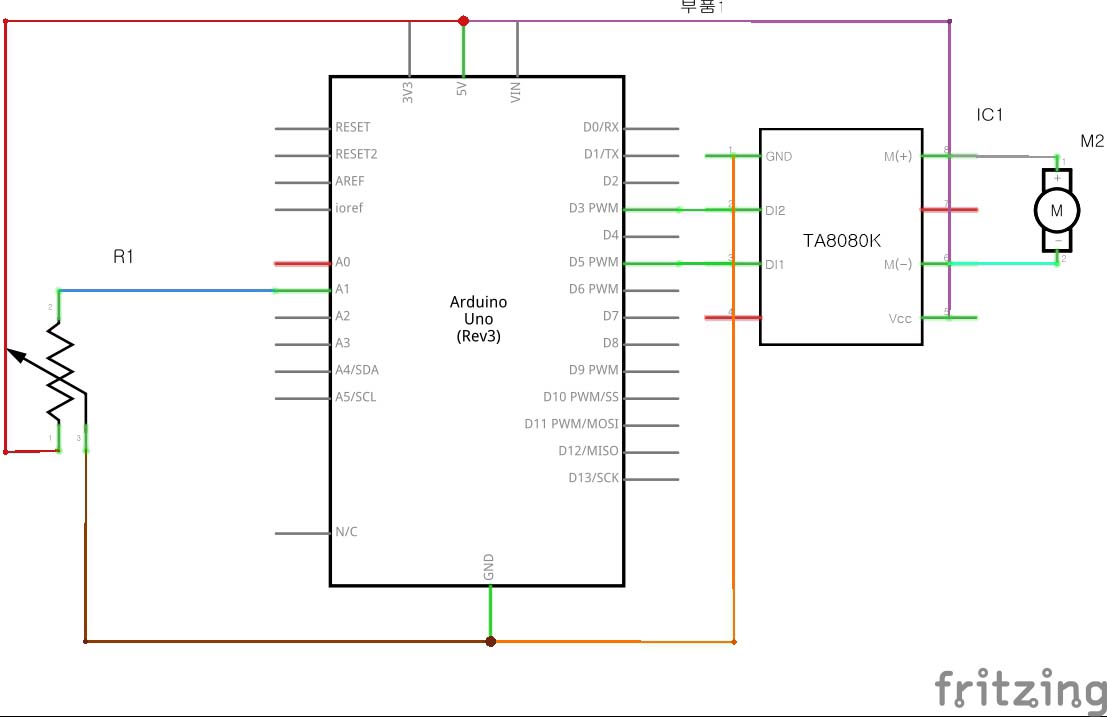 부품1
3V3
5V
VIN
IC1
RESET
D0/RX
M2
RESET2
D1/TX
1
GND
M(+)
8
1
AREF
D2
+
ioref
D3 PWM
2
DI2
7
M
D4
TA8080K
−
R1
A0
D5 PWM
3
DI1
M(−)
6
2
A1
D6 PWM
2
Arduino
Uno
(Rev3)
A2
D7
4
Vcc
5
A3
D8
A4/SDA
D9 PWM
A5/SCL
D10 PWM/SS
D11 PWM/MOSI
1
3
D12/MISO
D13/SCK
N/C
GND
fritzing